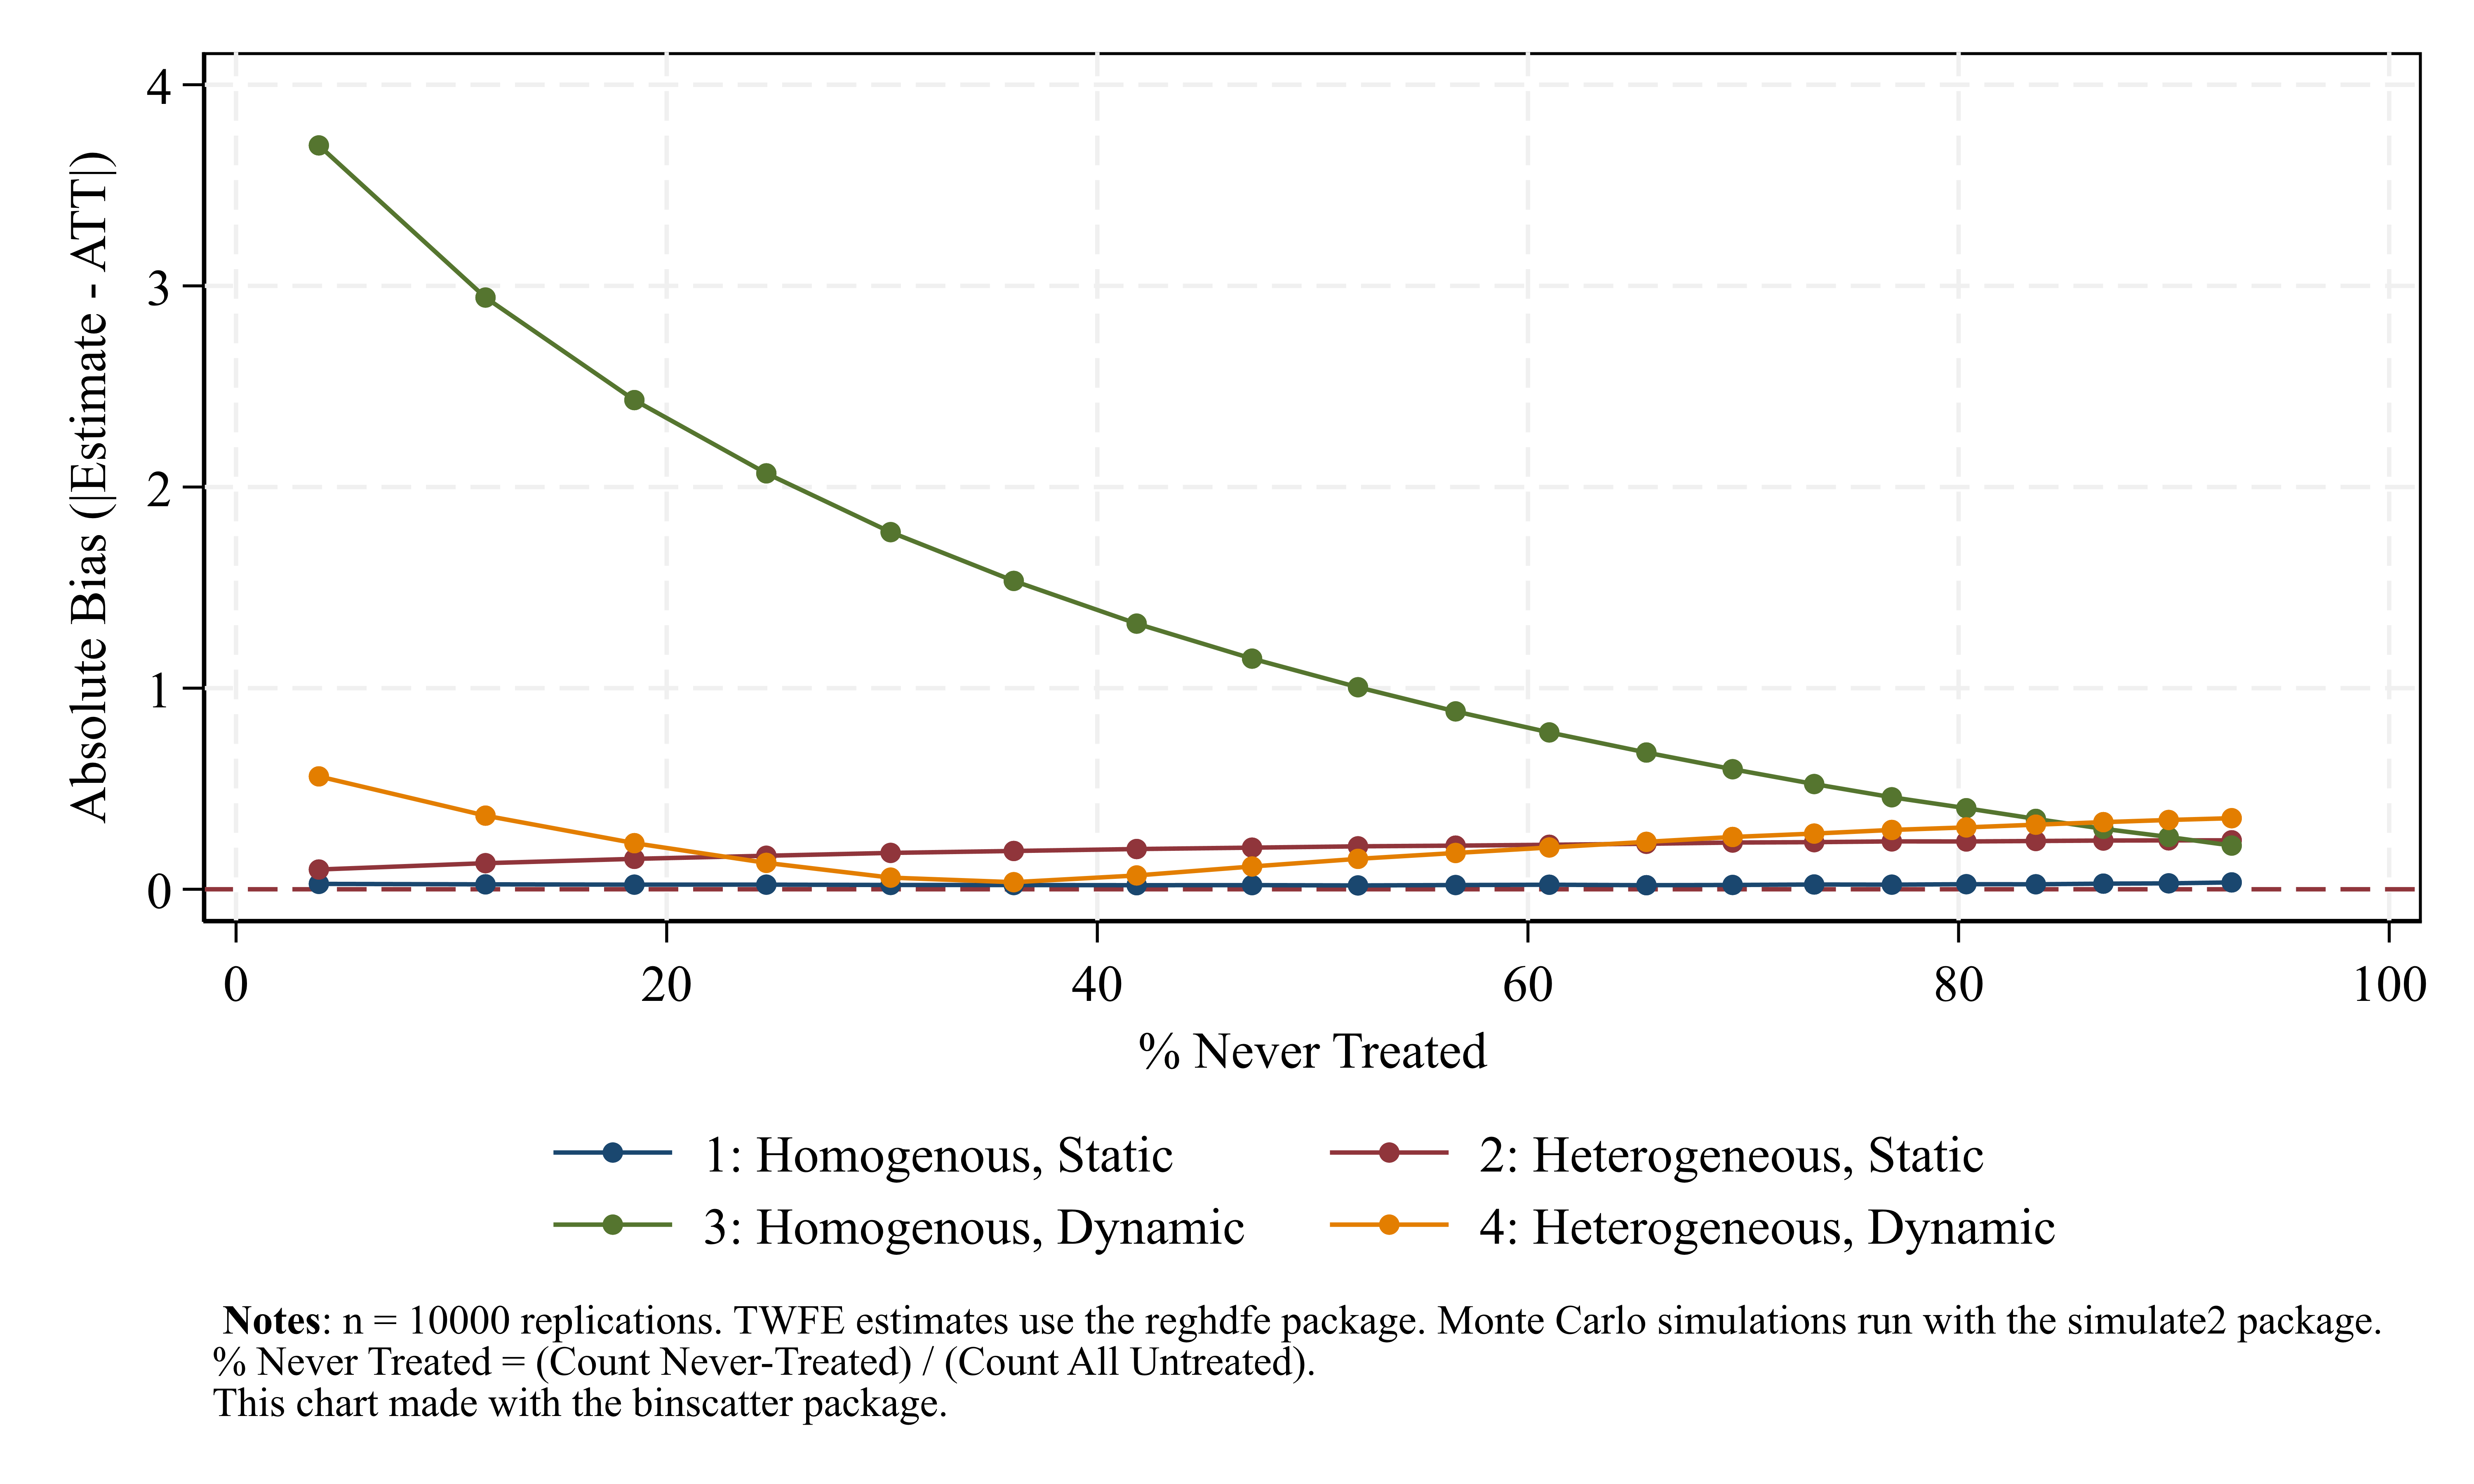 Absolute Bias (|Estimate - ATT|)
4
3
2
1
0
0 20 40 60 80 100
% Never Treated
1: Homogenous, Static 2: Heterogeneous, Static
3: Homogenous, Dynamic 4: Heterogeneous, Dynamic
Notes: n = 10000 replications. TWFE estimates use the reghdfe package. Monte Carlo simulations run with the simulate2 package.
% Never Treated = (Count Never-Treated) / (Count All Untreated).
This chart made with the binscatter package.